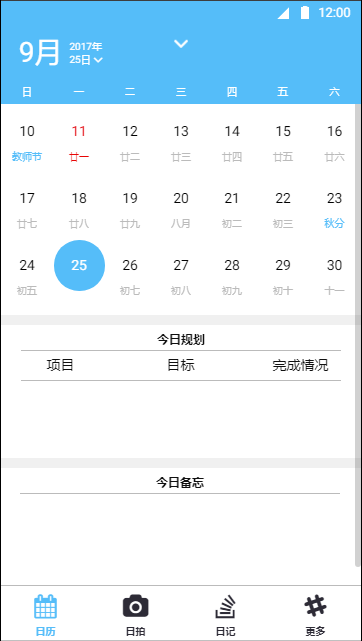 12:00
9月
2017年
25日
日 一 二 三 四 五 六
10 11 12 13 14 15 16
教师节 廿一 廿二 廿三 廿四 廿五 廿六
17 18 19 20 21 22 23
廿七 廿八 廿九 八月 初二 初三 秋分
24 25 26 27 28 29 30
初五 初七 初八 初九 初十 十一
今日规划
项目 目标 完成情况
今日备忘
日历 日拍 日记 更多